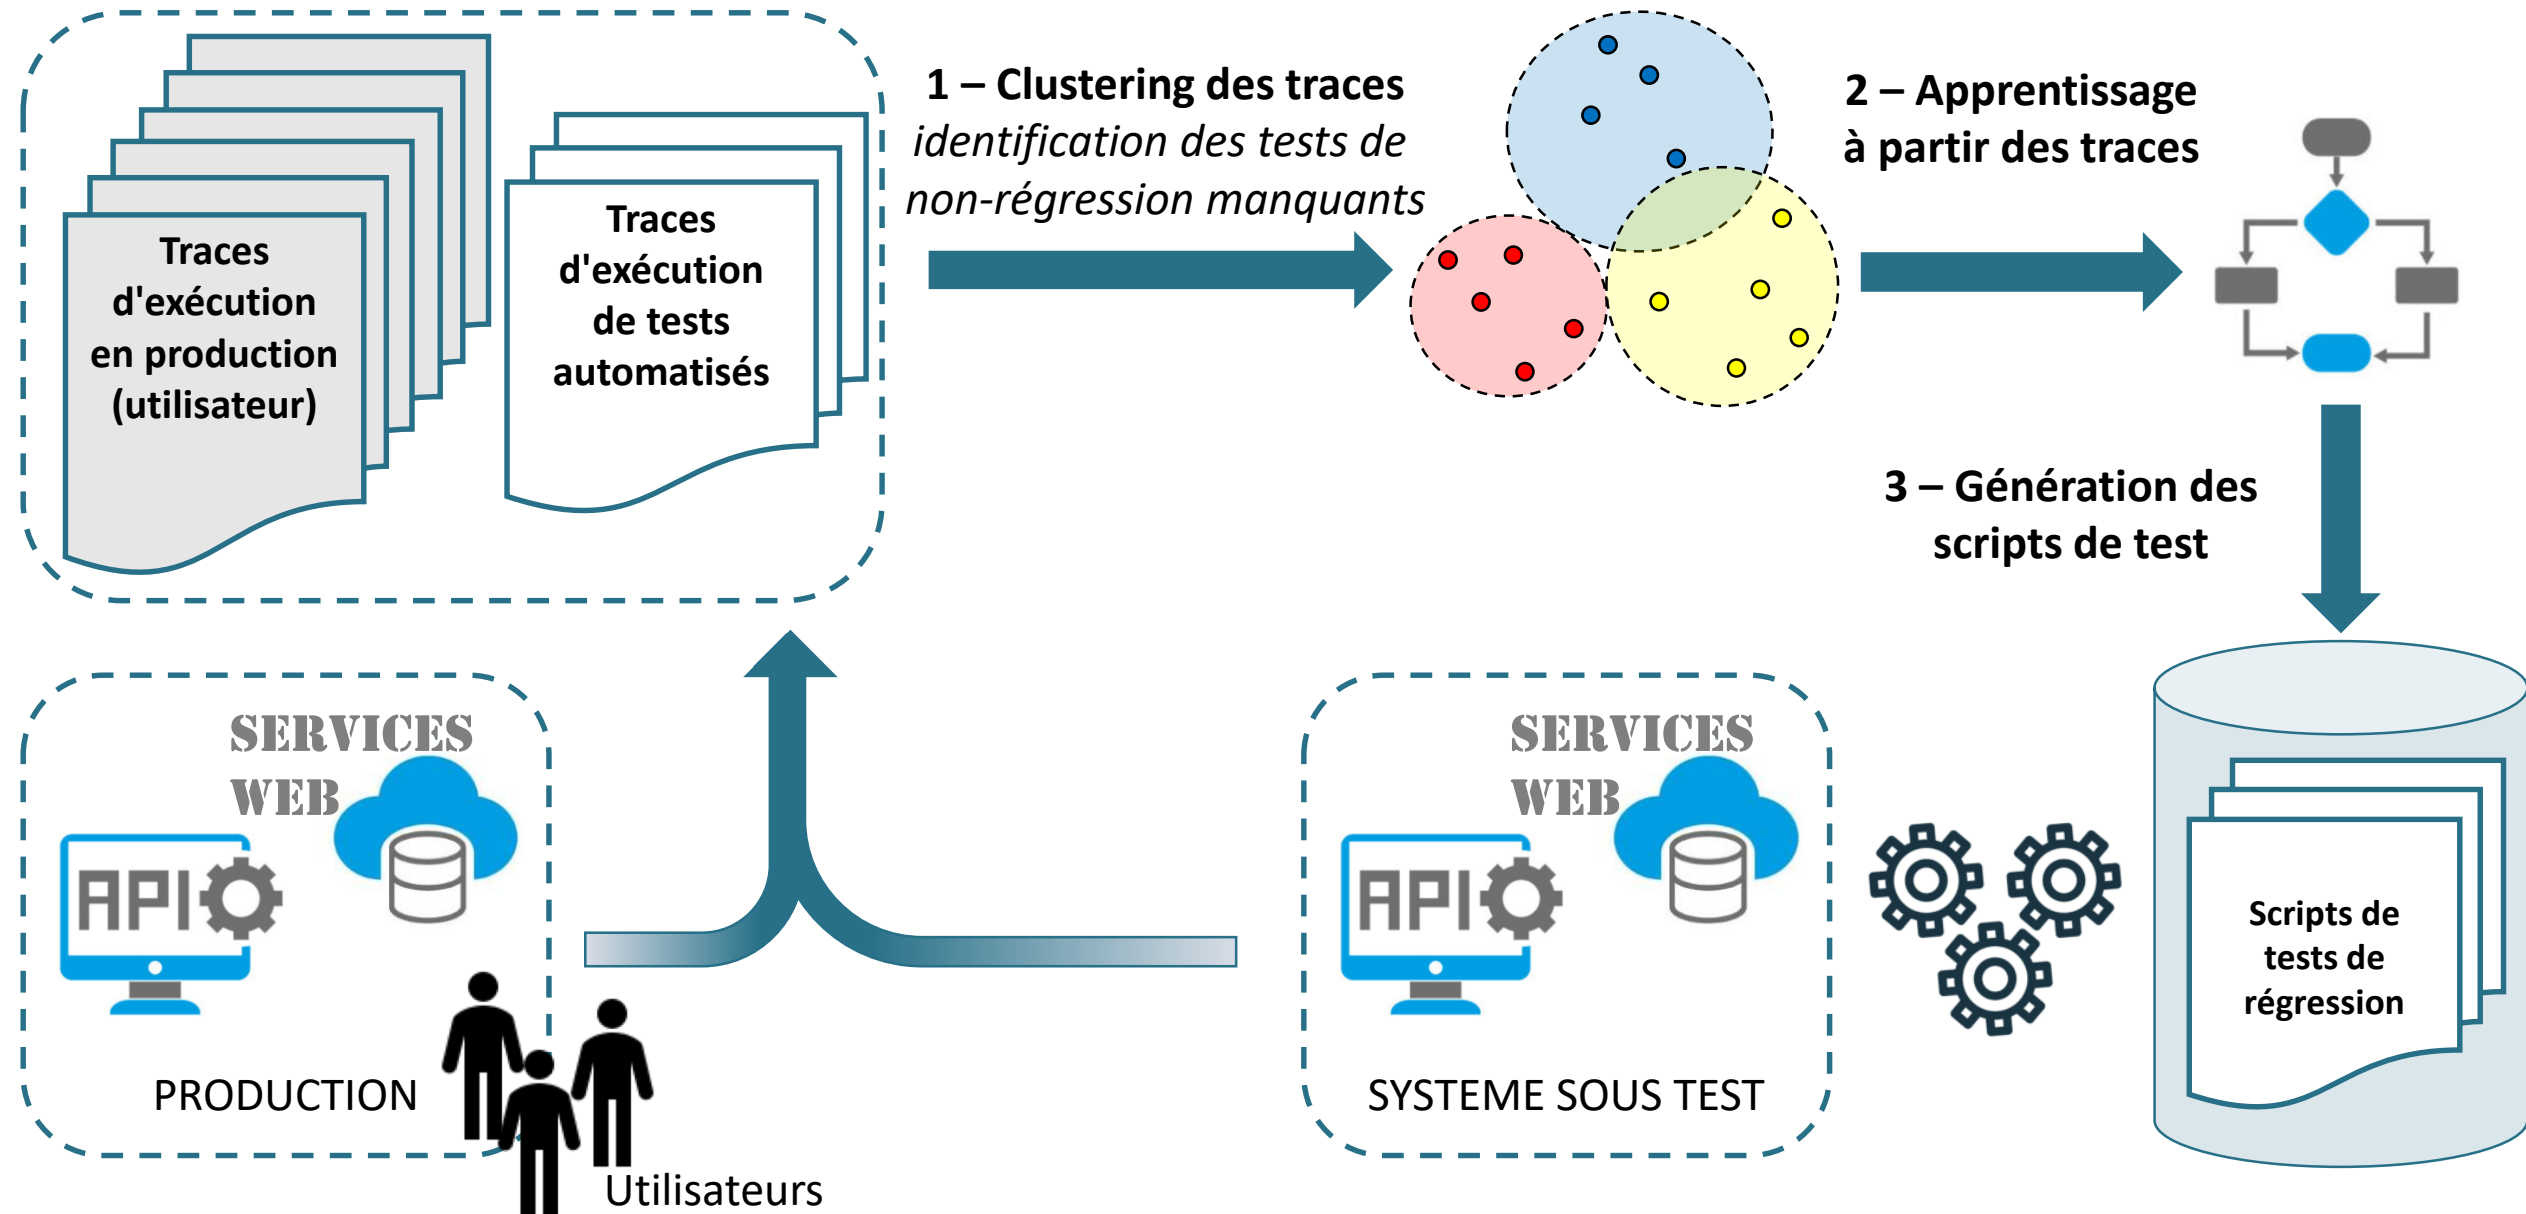 Traces
d'exécution
en production
(utilisateur)
Traces
d'exécution
de tests
automatisés
1 – Clustering des traces
identification des tests de
non-régression manquants
2 – Apprentissage
à partir des traces
3 – Génération des
scripts de test
SERVICES
WEB
API
PRODUCTION
Utilisateurs
SERVICES
WEB
API
SYSTEME SOUS TEST
Scripts de
tests de
régression